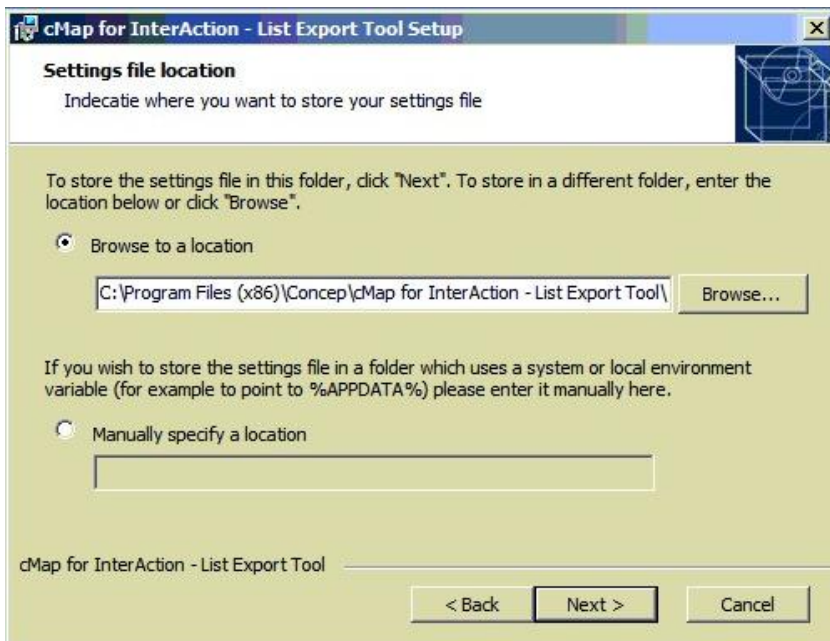 cMap for InterAction - List Export Tool Setup
Settings file location
Indecatie where you want to store your settings file
To store the settings file in this folder, click "Next". To store in a different folder, enter the
location below or click "Browse".
Browse to a location
C:\Program Files (x86)\Concep\cMap for InterAction - List Export Tool\
Browse...
If you wish to store the settings file in a folder which uses a system or local environment
variable (for example to point to %APPDATA%) please enter it manually here.
Manually specify a location
cMap for InterAction - List Export Tool
< Back
Next >
Cancel